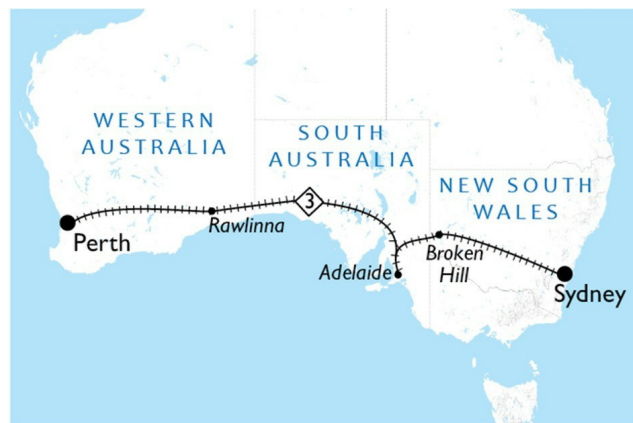 WESTERN
AUSTRALIA
SOUTH
AUSTRALIA
NEW SOUTH
WALES
3
Rawlinna
Perth
Broken
Hill
Adelaide
Sydney